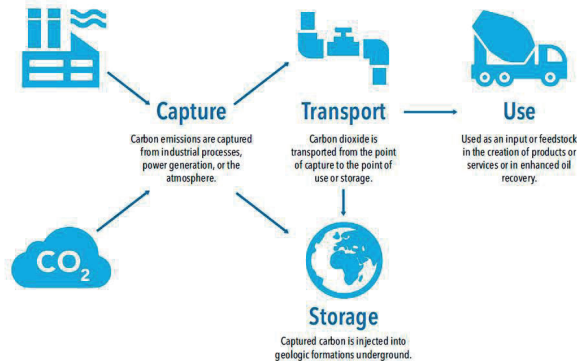 Capture
Carbon emissions are captured
from industrial processes,
power generation, or the
atmosphere.
Transport
Carbon dioxide is
transported from the point
of capture to the point of
use or storage.
Use
Used as an input or feedstock
in the creation of products or
services or in enhanced oil
recovery.
CO₂
Storage
Captured carbon is injected into
geologic formations underground.